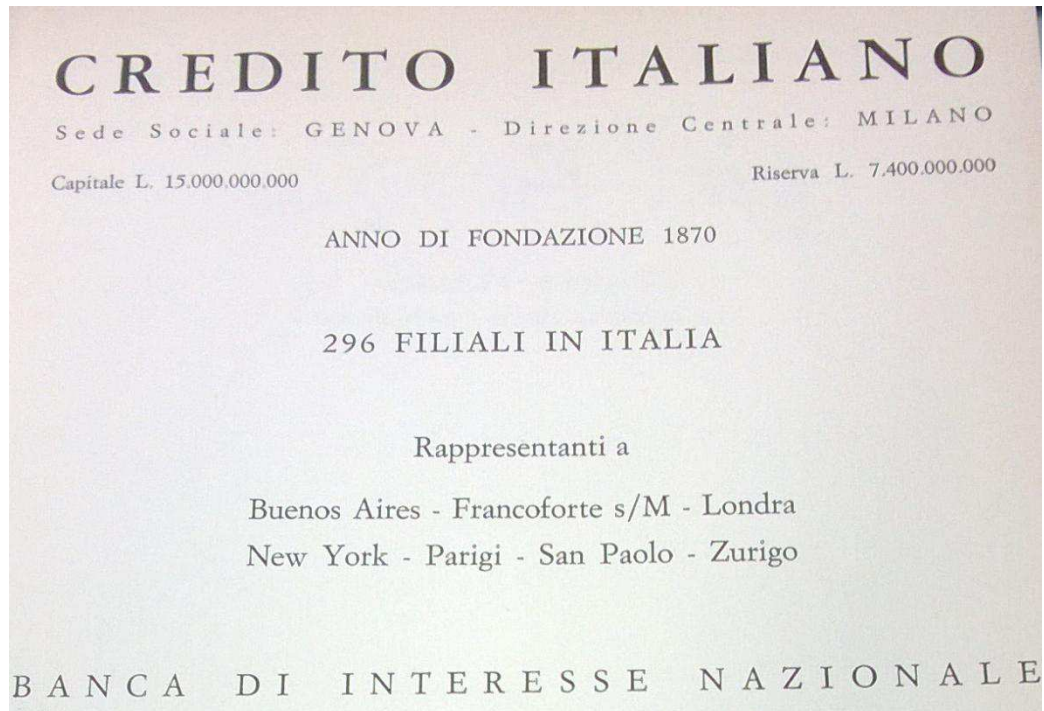 CREDITO ITALIANO
Sede Sociale: GENOVA - Direzione Centrale: MILANO
Capitale L. 15.000.000.000 Riserva L. 7.400.000.000
ANNO DI FONDAZIONE 1870
296 FILIALI IN ITALIA
Rappresentanti a
Buenos Aires - Francoforte s/M - Londra
New York - Parigi - San Paolo - Zurigo
BANCA DI INTERESSE NAZIONALE